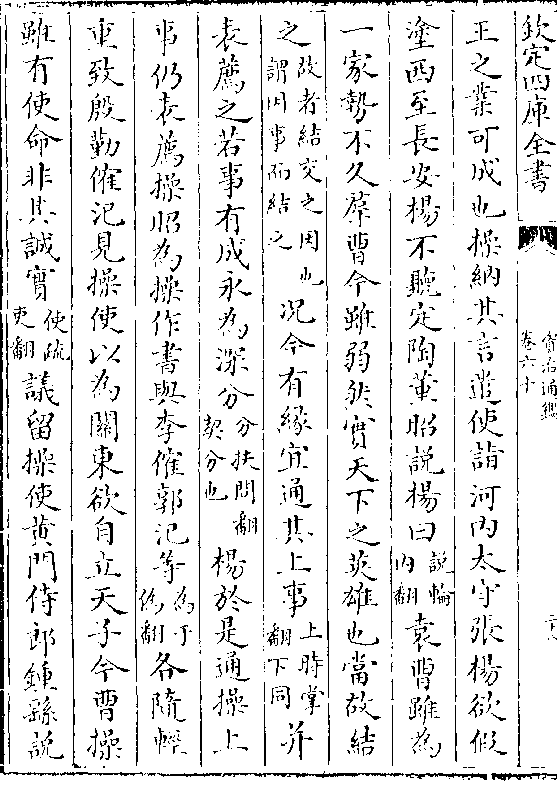 欽定四庫全書
資治通鑑
卷六十
王之業可成也操納其言遣使詣河内太守張楊欲假
塗西至長安楊不聽定陶董昭説楊曰説輸内翻袁曹雖為
一家勢不久羣曹今雖弱然實天下之英雄也當故結
之故者結交之因也謂因事而結之况今有緣宜通其上事上時掌翻下同并
表薦之若事有成永為深分分扶問翻契分也楊於是通操上
事仍表薦操昭為操作書與李傕郭汜等為于偽翻各隨輕
重致殷勤傕汜見操使以為關東欲自立天子今曹操
雖有使命非其誠實使疏吏翻議留操使黄門侍郎鍾繇説